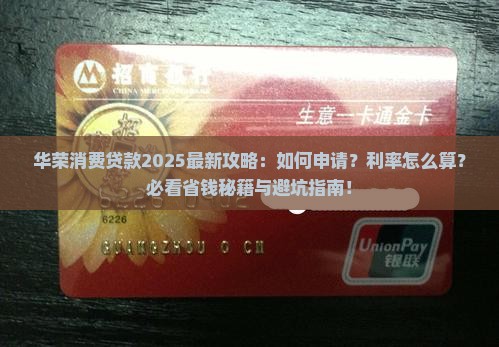 招商银行
CHINA MERCHANTS BANK
生意一卡通金卡
华荣消费贷款2025最新攻略：如何申请？利率怎么算？
必看省钱秘籍与避坑指南！
6226
GUANGZHOU O CM
UnionPay
银联